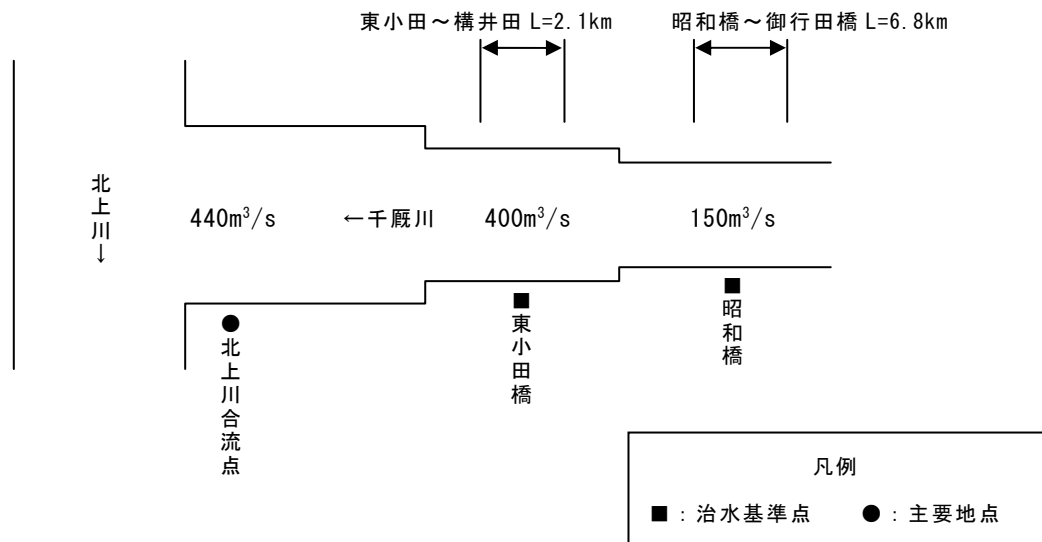 東小田～構井田 L=2.1km
昭和橋～御行田橋 L=6.8km
北上川→
440m³/s
←千厩川
400m³/s
150m³/s
■
昭和橋
■
東小田橋
●
北上川合流点
凡例
■ : 治水基準点
● : 主要地点